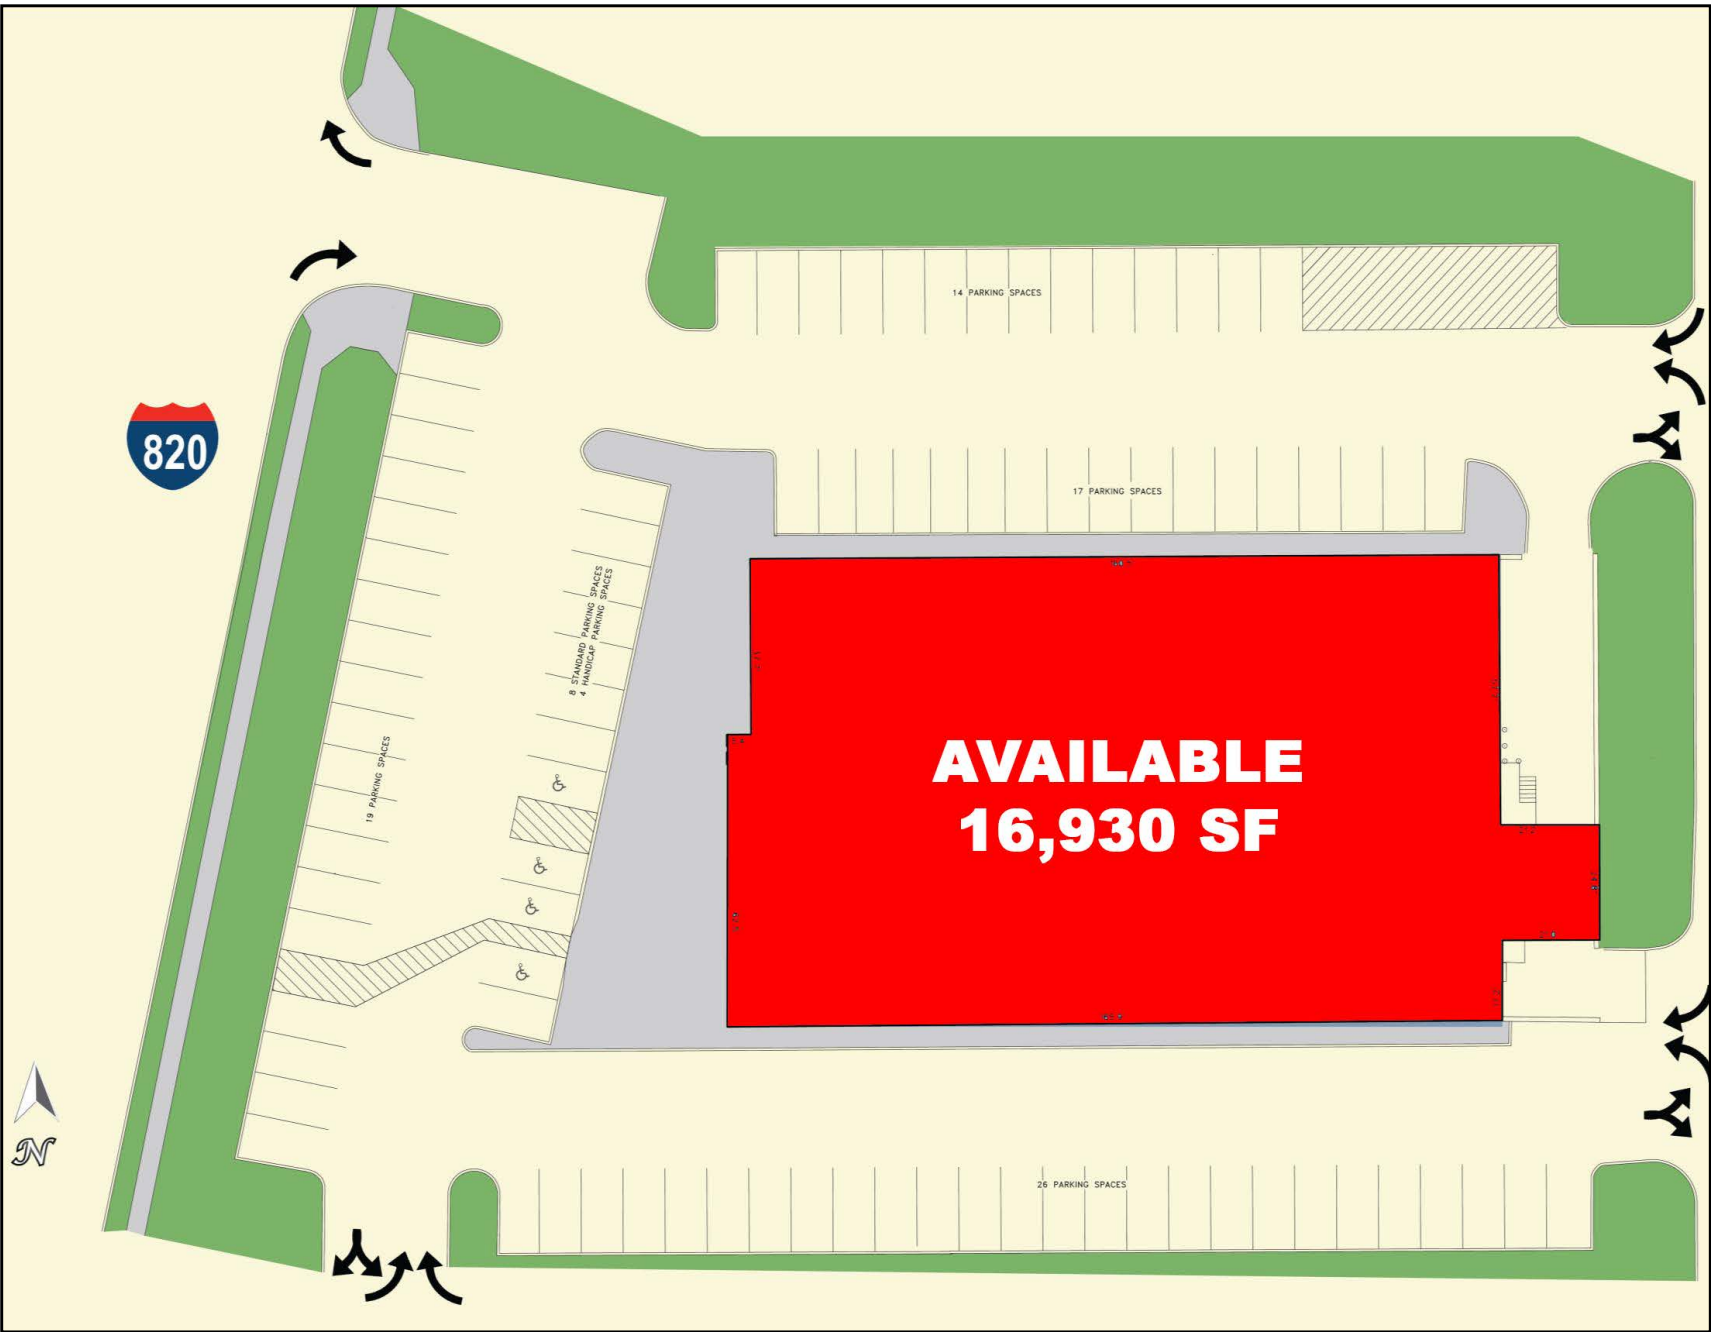 14 PARKING SPACES
820
17 PARKING SPACES
8 STANDARD PARKING SPACES
4 HANDICAP PARKING SPACES
19 PARKING SPACES
AVAILABLE
16,930 SF
N
26 PARKING SPACES